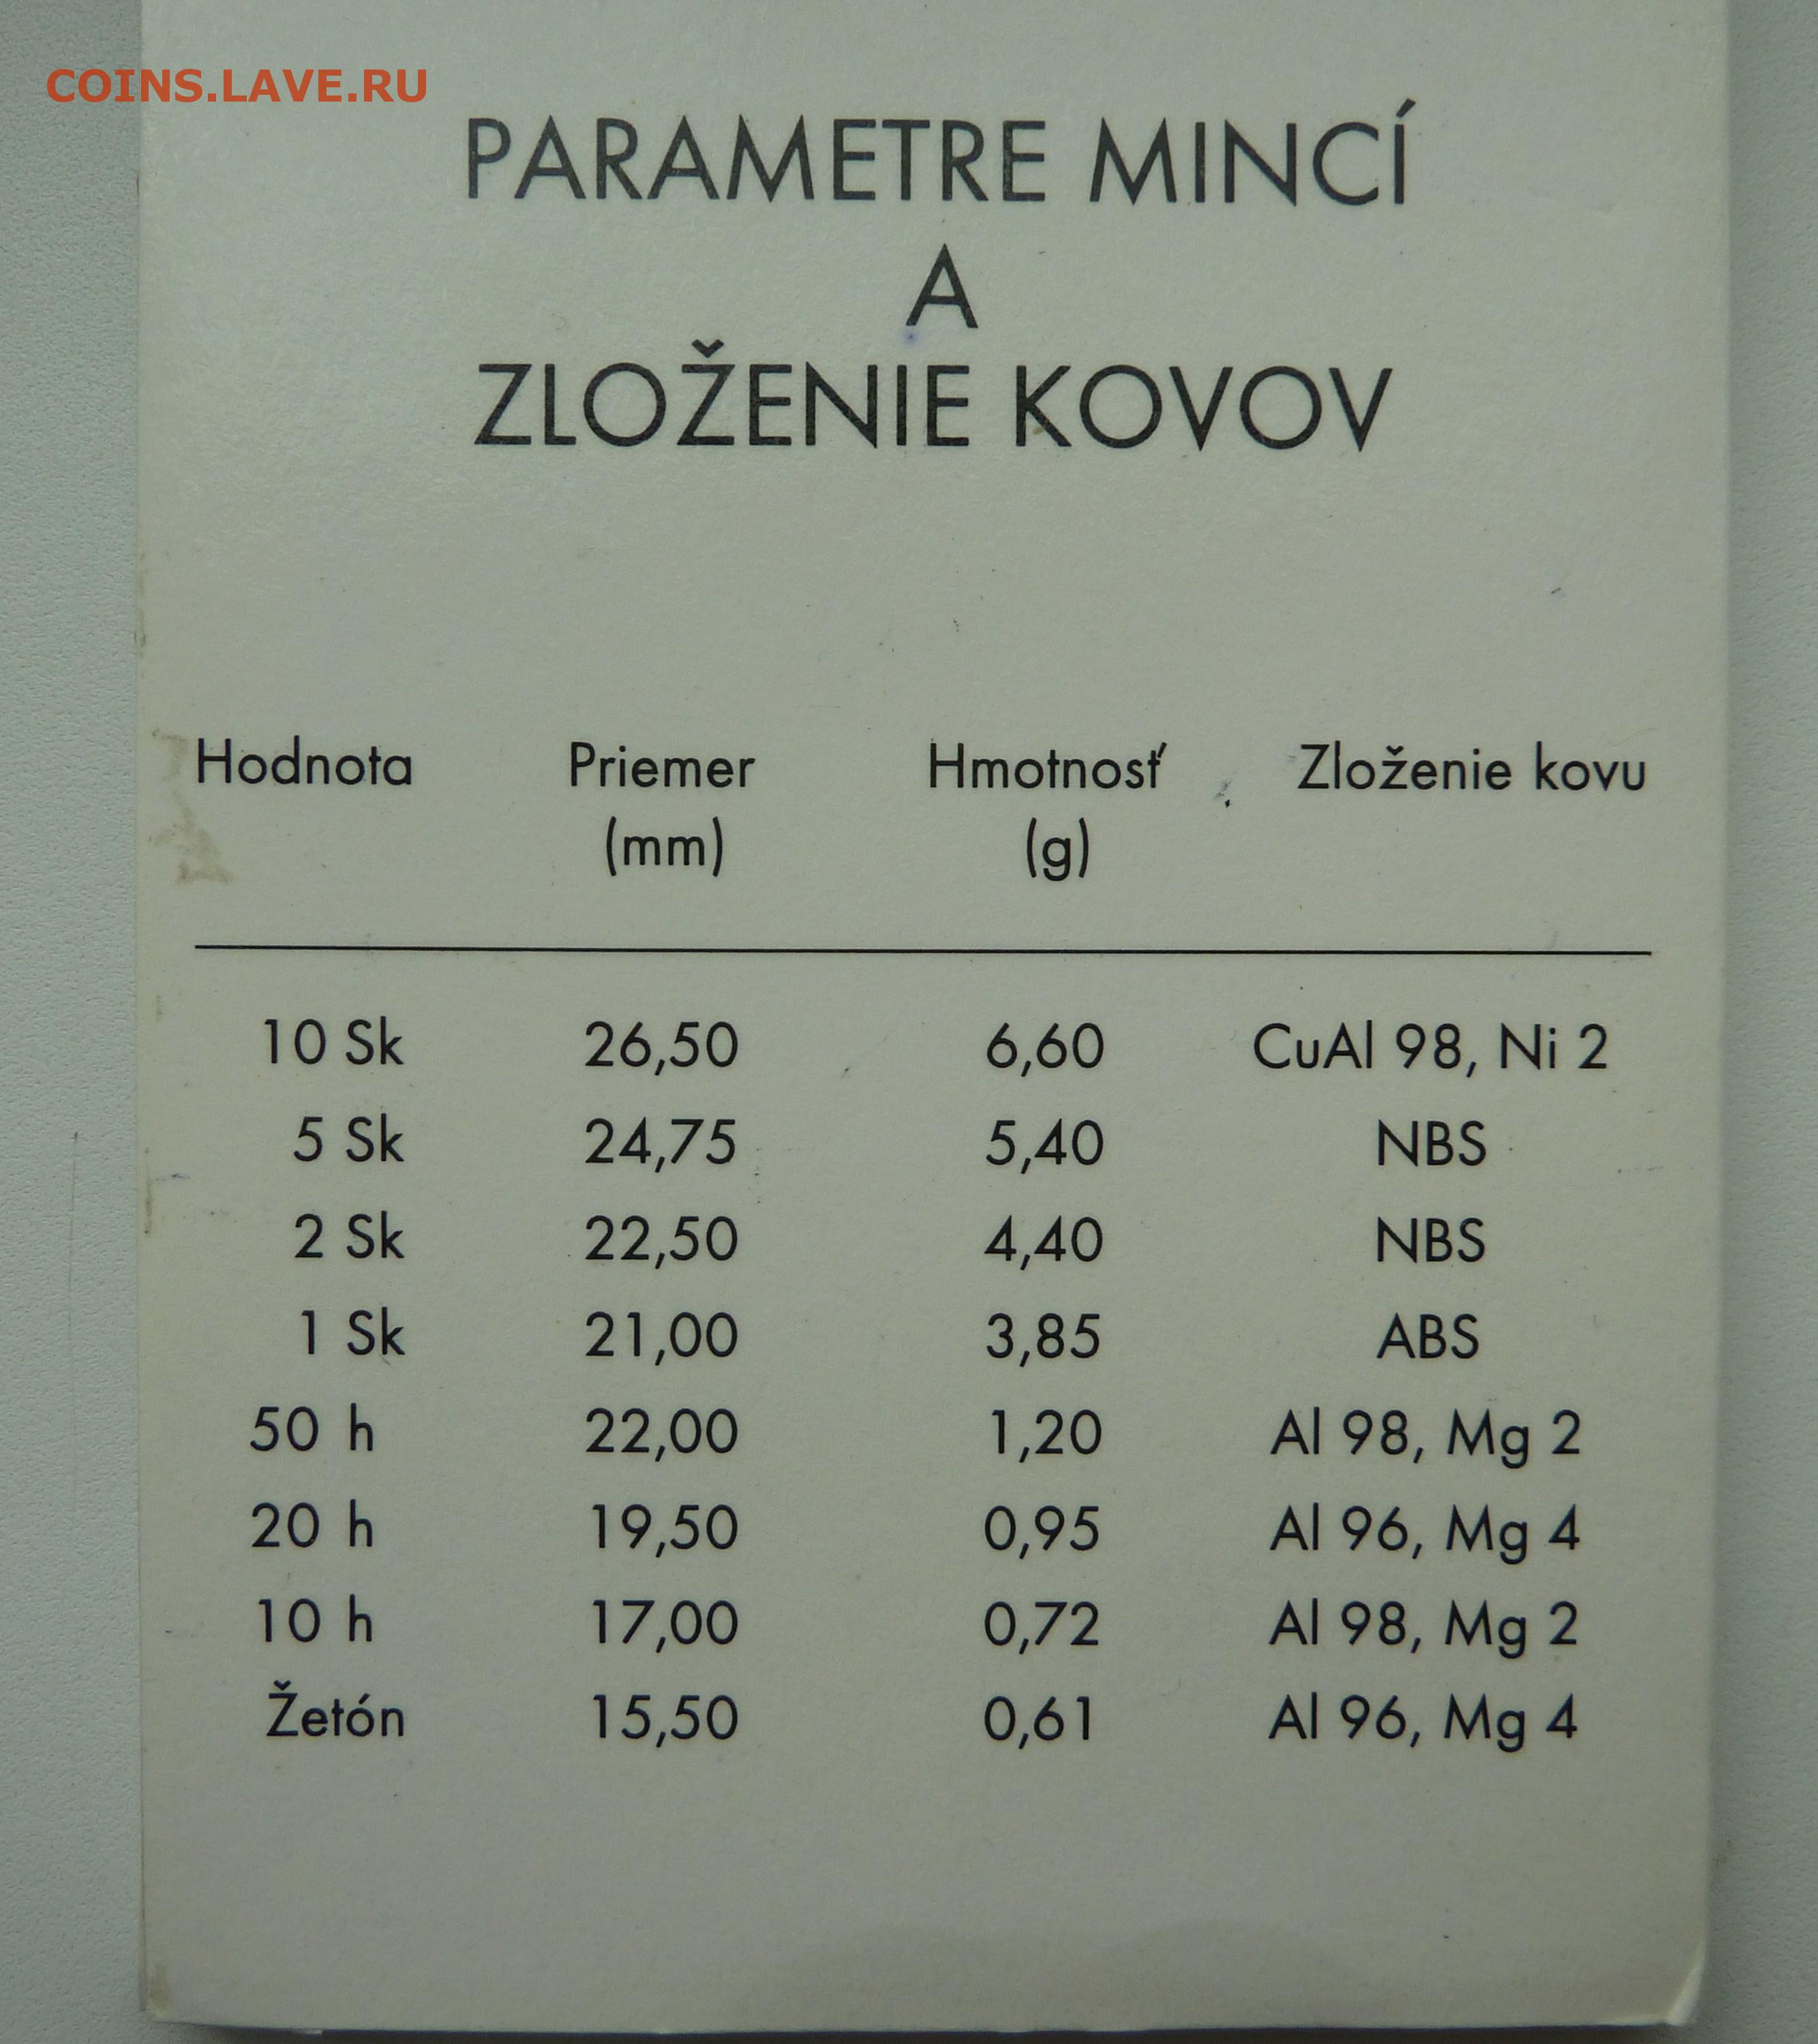 COINS.LAVE.RU
PARAMETRE MINCÍ
A
ZLOŽENIE KOVOV
Hodnota Priemer Hmotnosť Zloženie kovu
(mm) (g)
10 Sk 26,50 6,60 CuAl 98, Ni 2
5 Sk 24,75 5,40 NBS
2 Sk 22,50 4,40 NBS
1 Sk 21,00 3,85 ABS
50 h 22,00 1,20 Al 98, Mg 2
20 h 19,50 0,95 Al 96, Mg 4
10 h 17,00 0,72 Al 98, Mg 2
Žetón 15,50 0,61 Al 96, Mg 4